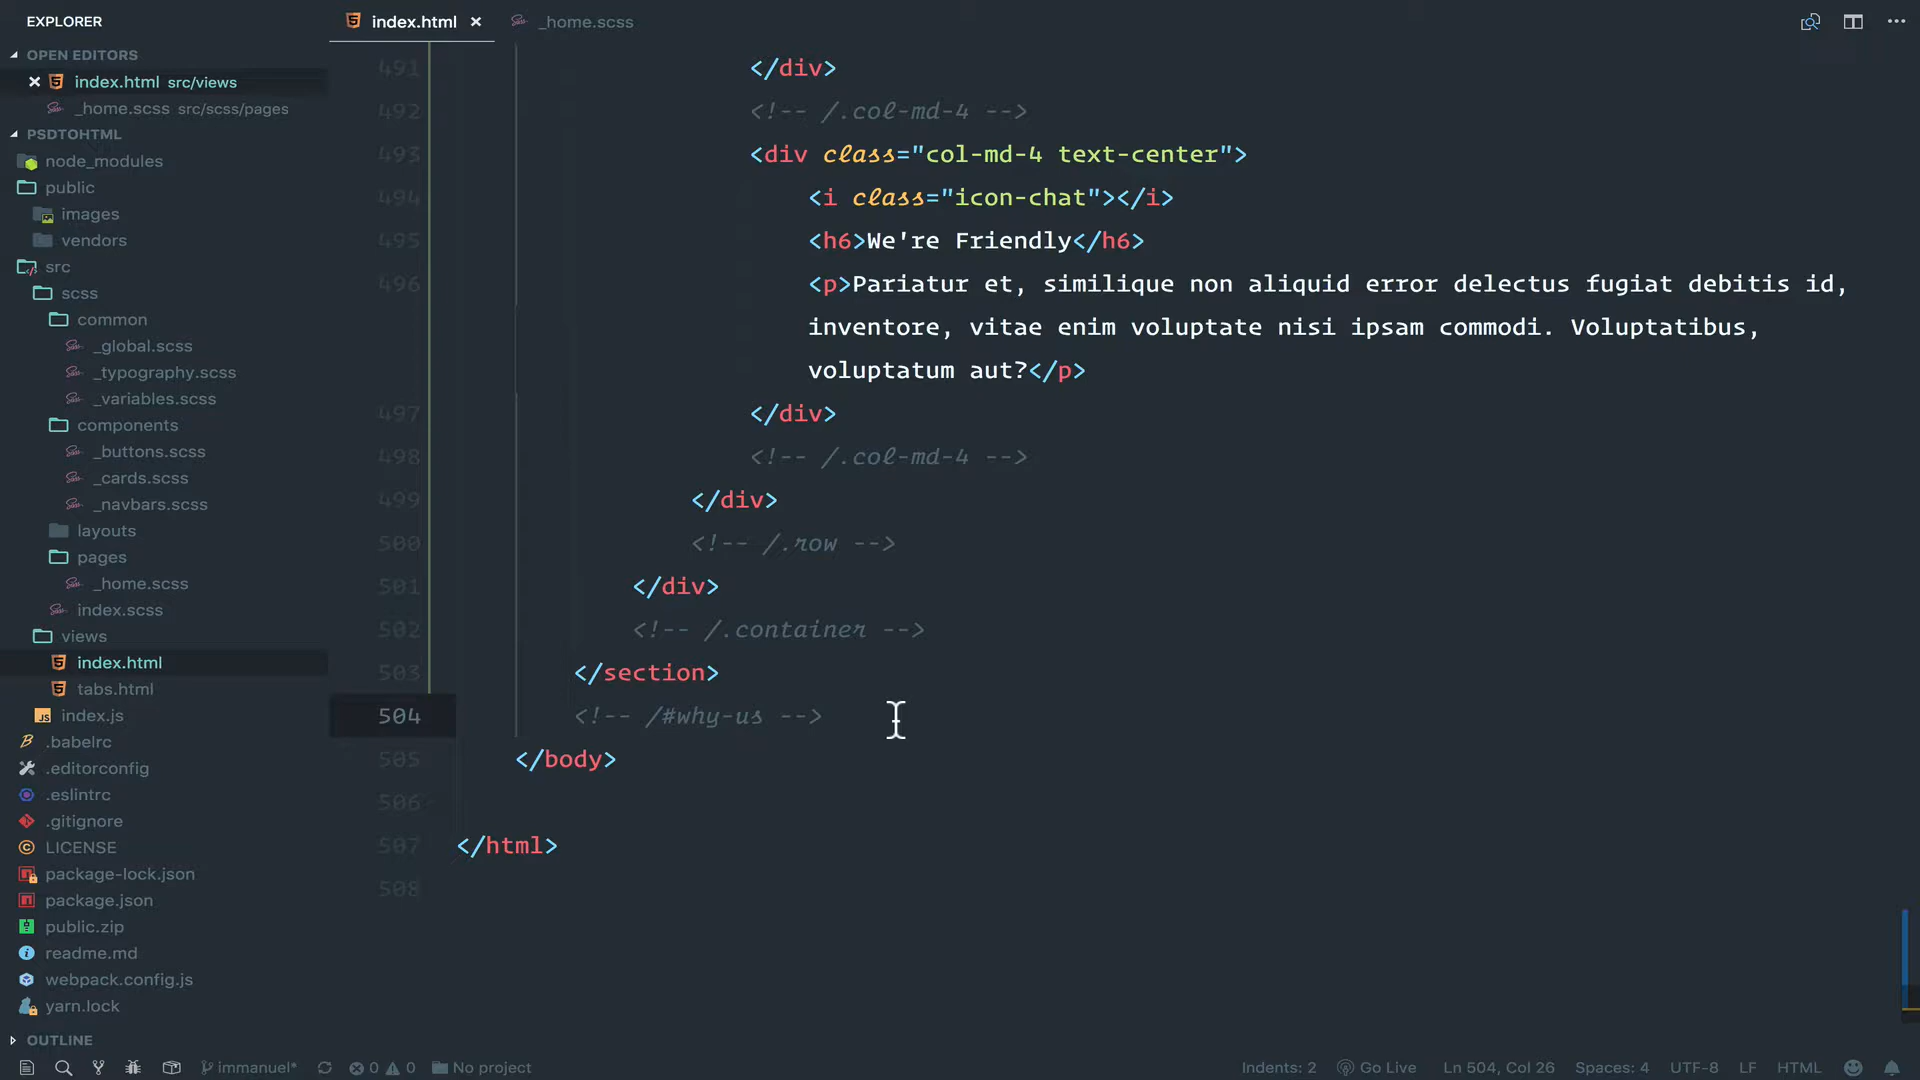 EXPLORER
OPEN EDITORS
index.html src/views
_home.scss src/scss/pages
PSDTOHTML
node_modules
public
images
vendors
src
scss
common
_global.scss
_typography.scss
_variables.scss
components
_buttons.scss
_cards.scss
_navbars.scss
layouts
pages
_home.scss
index.scss
views
index.html
tabs.html
index.js
.babelrc
.editorconfig
.eslintrc
.gitignore
LICENSE
package-lock.json
package.json
public.zip
readme.md
webpack.config.js
yarn.lock
OUTLINE
index.html
_home.scss
491 </div>
492 <!-- /.col-md-4 -->
493 <div class="col-md-4 text-center">
494 <i class="icon-chat"></i>
495 <h6>We're Friendly</h6>
496 <p>Pariatur et, similique non aliquid error delectus fugiat debitis id,
inventore, vitae enim voluptate nisi ipsam commodi. Voluptatibus,
voluptatum aut?</p>
497 </div>
498 <!-- /.col-md-4 -->
499 </div>
500 <!-- /.row -->
501 </div>
502 <!-- /.container -->
503 </section>
504 <!-- /#why-us -->
505 </body>
506
507 </html>
508
immanuel* 0 0 No project Indents: 2 Go Live Ln 504, Col 26 Spaces: 4 UTF-8 LF HTML